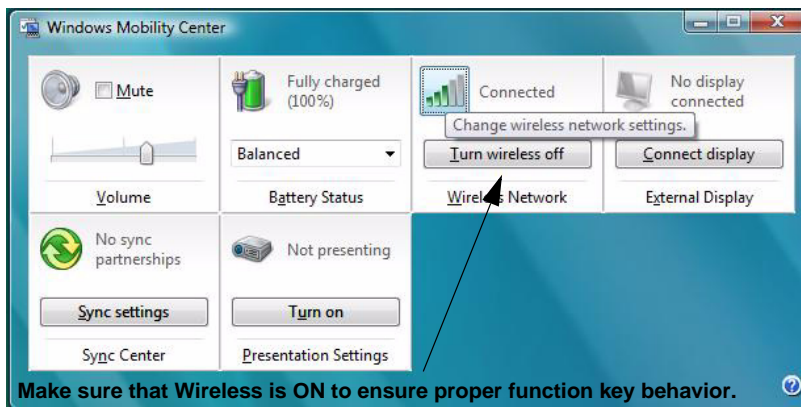 Windows Mobility Center
Mute
Volume
Fully charged
(100%)
Balanced
Battery Status
Connected
Change wireless network settings.
Turn wireless off
Wireless Network
No display
connected
Connect display
External Display
No sync
partnerships
Sync settings
Sync Center
Not presenting
Turn on
Presentation Settings
Make sure that Wireless is ON to ensure proper function key behavior.